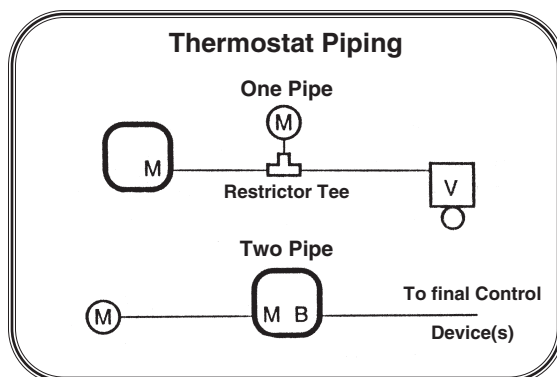 Thermostat Piping
One Pipe
M
M
Restrictor Tee
V
Two Pipe
M
M B
To final Control
Device(s)